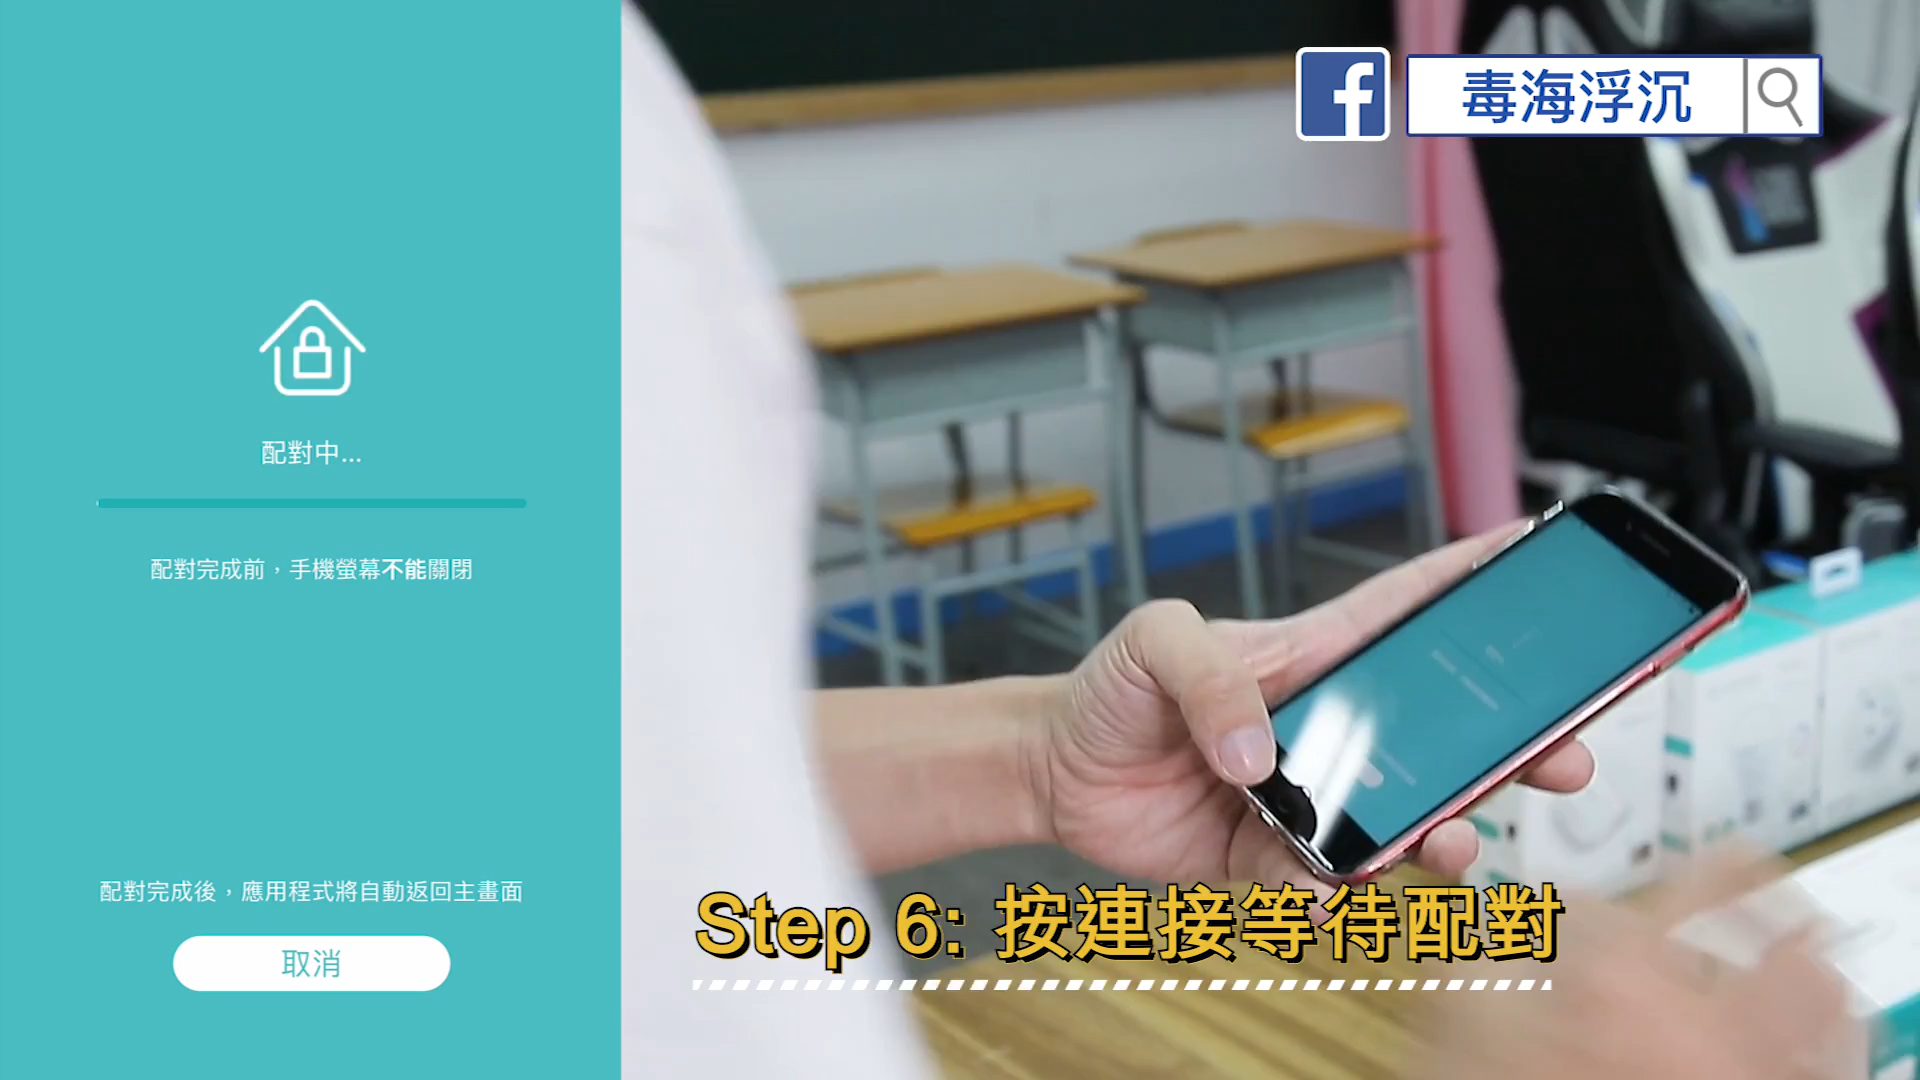 毒海浮沉
配對中...
配對完成前，手機螢幕不能關閉
配對完成後，應用程式將自動返回主畫面
取消
Step 6: 按連接等待配對